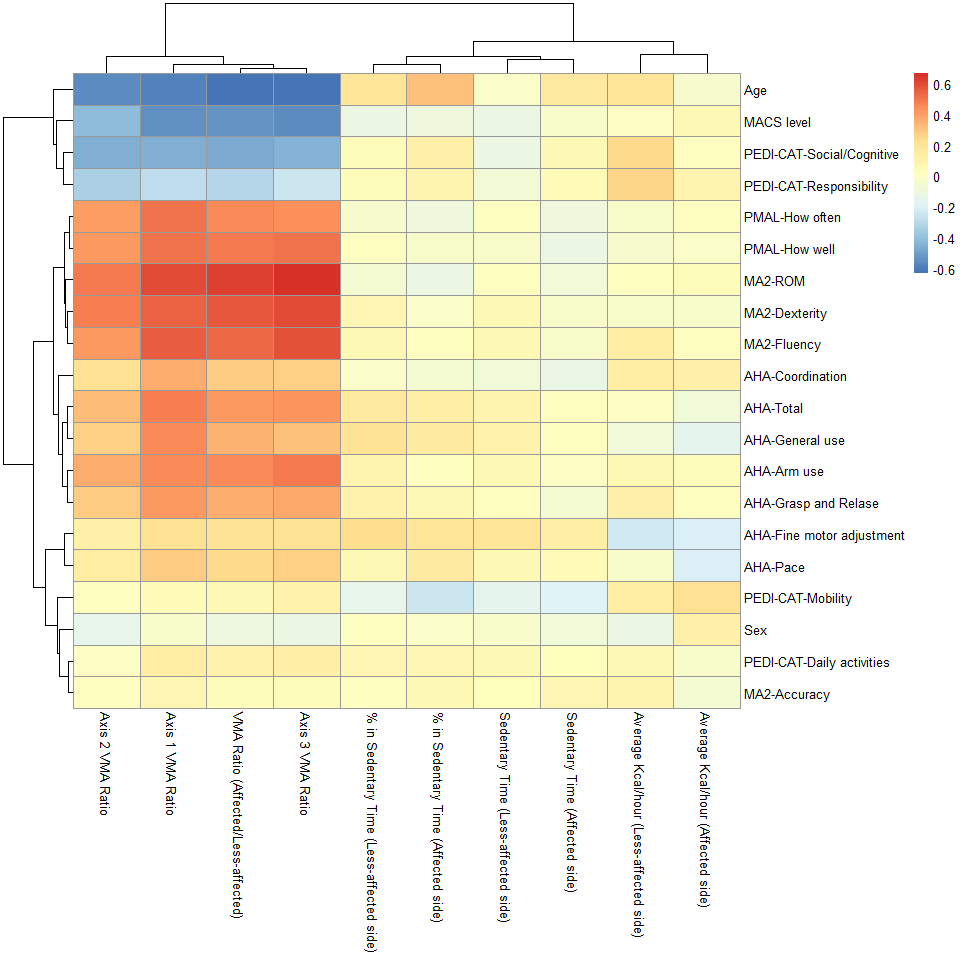 Age
MACS level
PEDI-CAT-Social/Cognitive
PEDI-CAT-Responsibility
PMAL-How often
PMAL-How well
MA2-ROM
MA2-Dexterity
MA2-Fluency
AHA-Coordination
AHA-Total
AHA-General use
AHA-Arm use
AHA-Grasp and Relase
AHA-Fine motor adjustment
AHA-Pace
PEDI-CAT-Mobility
Sex
PEDI-CAT-Daily activities
MA2-Accuracy
0.6
0.4
0.2
0
-0.2
-0.4
-0.6
Axis 2 VMA Ratio
Axis 1 VMA Ratio
VMA Ratio (Affected/Less-affected)
Axis 3 VMA Ratio
% in Sedentary Time (Less-affected side)
% in Sedentary Time (Affected side)
Sedentary Time (Less-affected side)
Sedentary Time (Affected side)
Average Kcal/hour (Less-affected side)
Average Kcal/hour (Affected side)